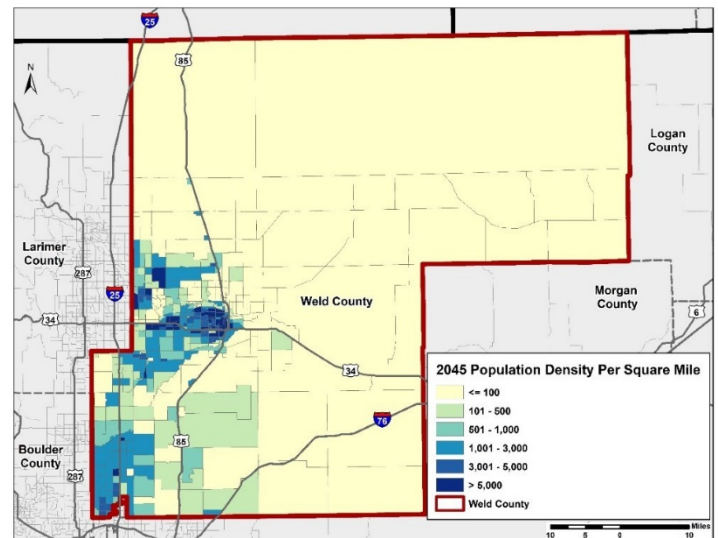 25
85
N
Logan
County
Larimer
County
287
25
Weld County
Morgan
County
6
34
34
2045 Population Density Per Square Mile
<= 100
101 - 500
501 - 1,000
1,001 - 3,000
3,001 - 5,000
> 5,000
Weld County
76
85
Boulder
County
287
Miles
10 5 0 10